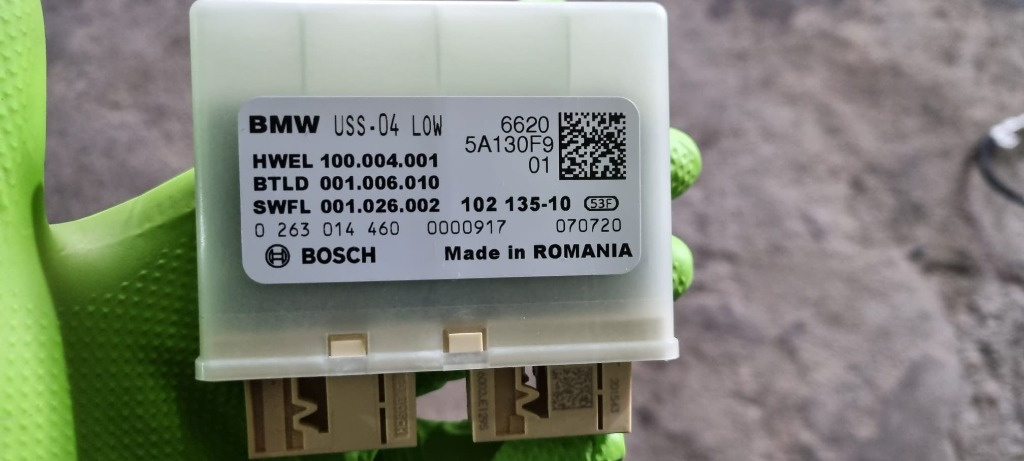 BMW USS-04 LOW 6620
5A130F9
HWEL 100.004.001 01
BTLD 001.006.010
SWFL 001.026.002 102 135-10 53F
0 263 014 460 0000917 070720
BOSCH Made in ROMANIA